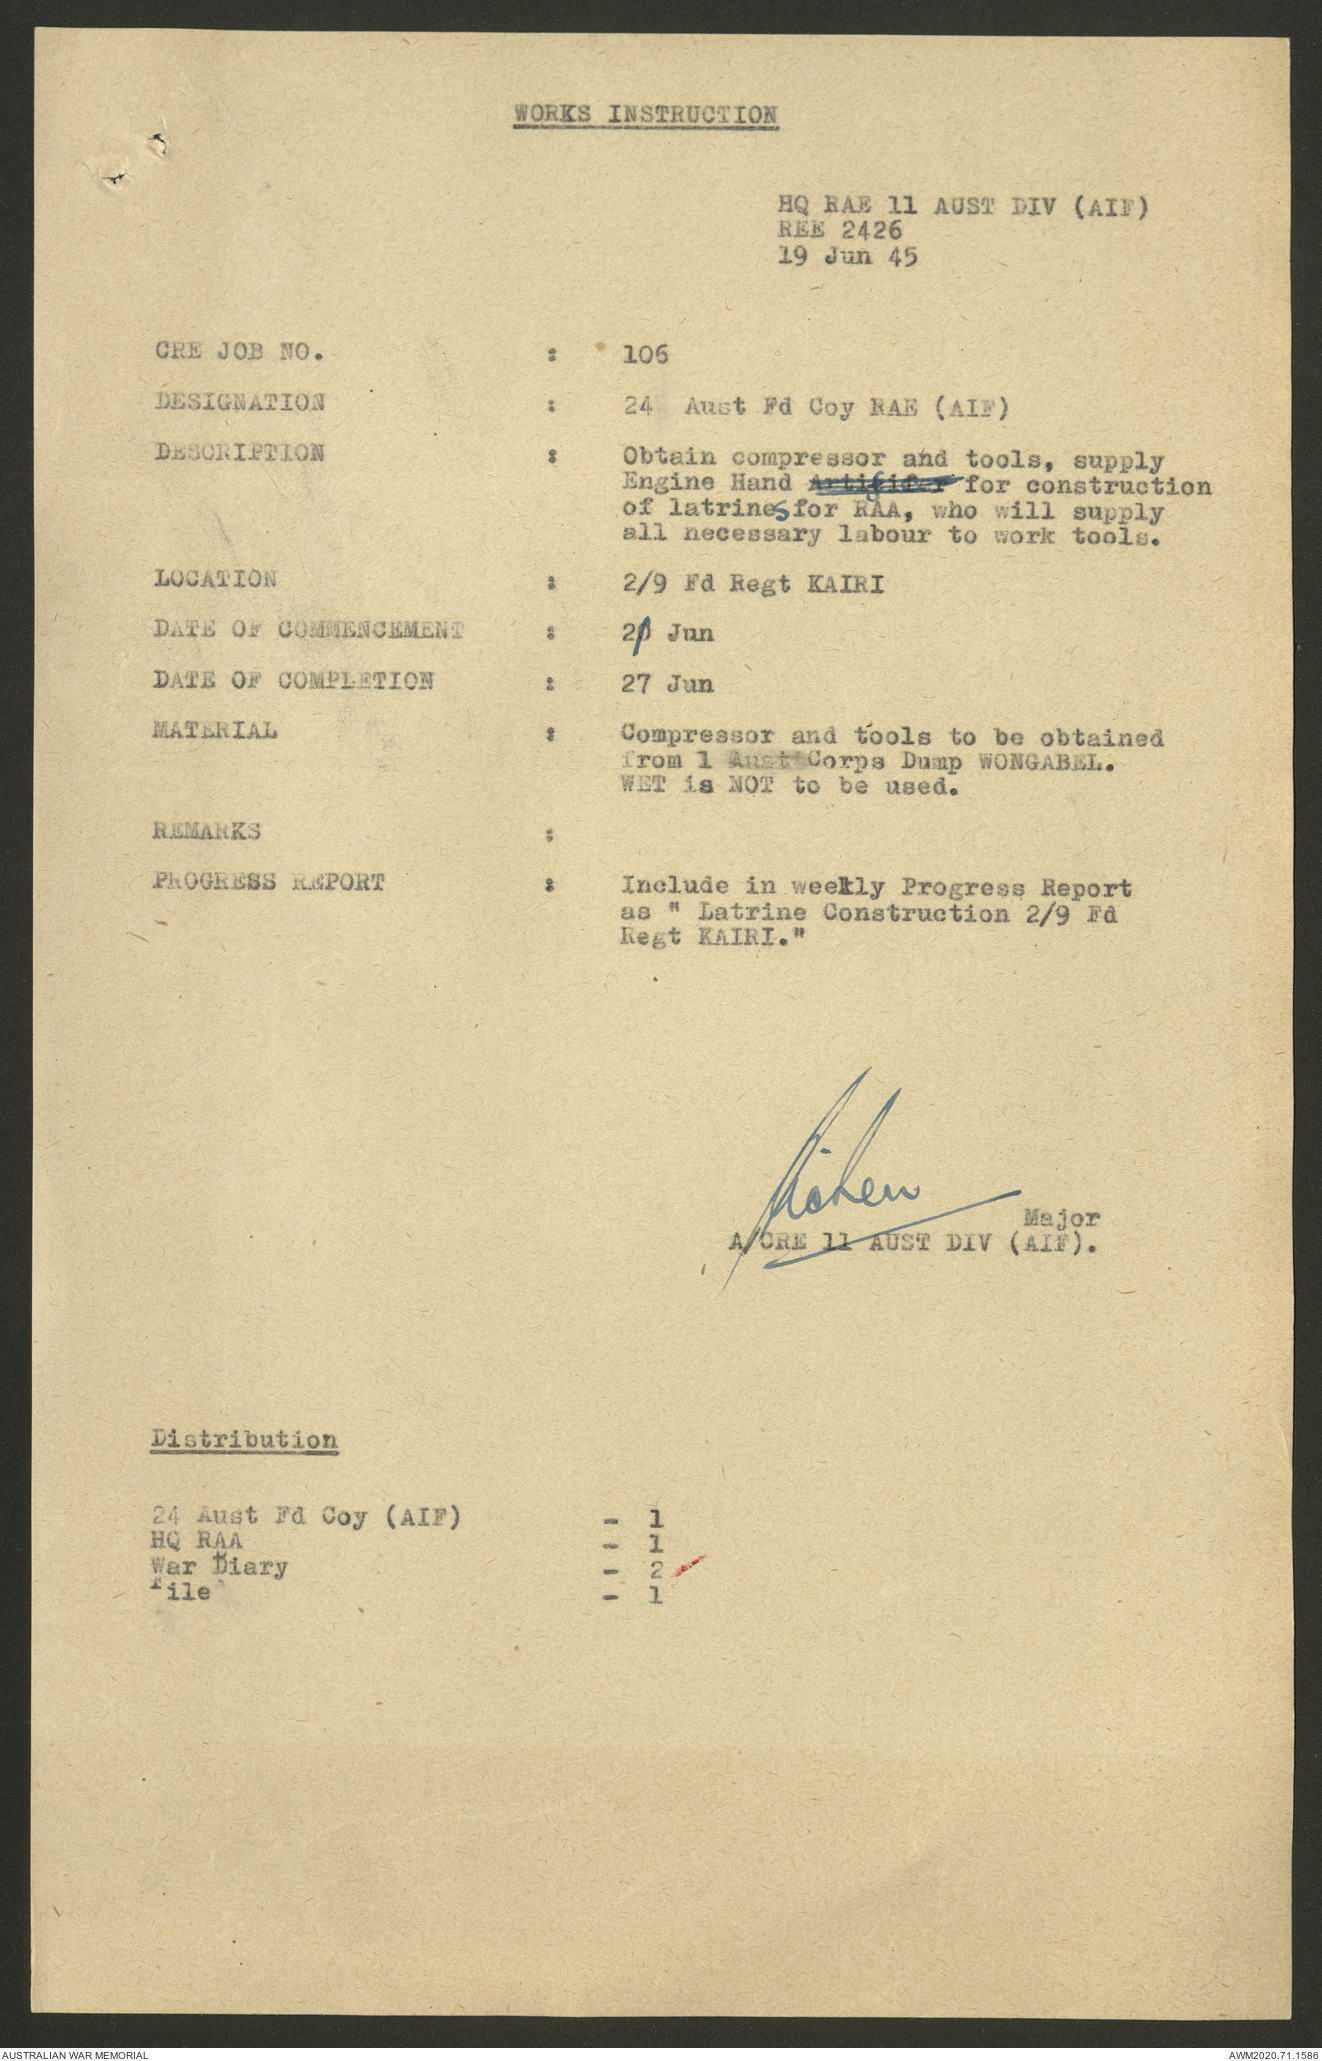 WORKS INSTRUCTION
HQ RAE 11 AUST DIV (AIF)
REE 2426
19 Jun 45
CRE JOB NO. : 106
DESIGNATION : 24 Aust Fd Coy RAE (AIF)
DESCRIPTION : Obtain compressor and tools, supply
Engine Hand Artificer for construction
of latrines for RAA, who will supply
all necessary labour to work tools.
LOCATION : 2/9 Fd Regt KAIRI
DATE OF COMMENCEMENT : 21 Jun
DATE OF COMPLETION : 27 Jun
MATERIAL : Compressor and tools to be obtained
from 1 Aust Corps Dump WONGABEL.
WET is NOT to be used.
REMARKS :
PROGRESS REPORT : Include in weekly Progress Report
as " Latrine Construction 2/9 Fd
Regt KAIRI."
Major
A/CRE 11 AUST DIV (AIF).
Distribution
24 Aust Fd Coy (AIF) - 1
HQ RAA - 1
War Diary - 2
File - 1
AUSTRALIAN WAR MEMORIAL
AWM2020.71.1586